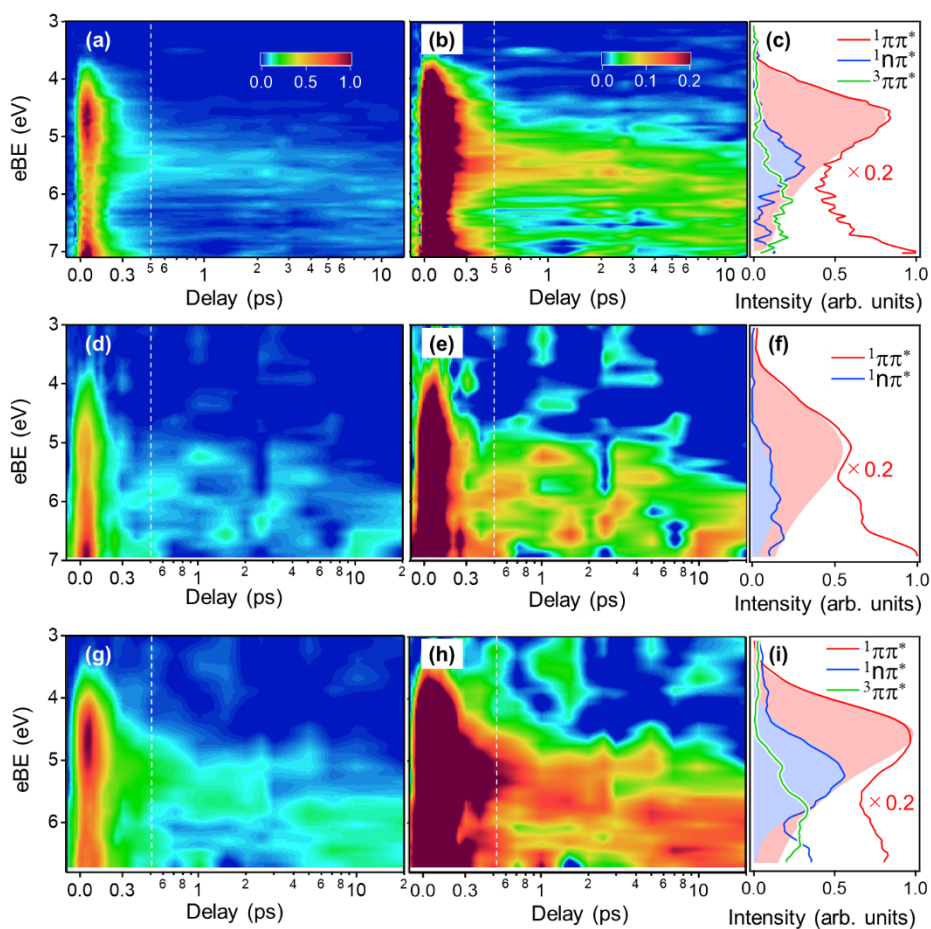 (a)
0.0 0.5 1.0
3
4
5
6
7
eBE (eV)
0.0 0.3 5 6 1 2 3 4 5 6 10
Delay (ps)
(b)
0.0 0.1 0.2
0.0 0.3 5 6 1 2 3 4 5 6 10
Delay (ps)
(c)
¹ππ*
¹nπ*
³ππ*
× 0.2
0.0 0.5 1.0
Intensity (arb. units)
(d)
3
4
5
6
7
eBE (eV)
0.0 0.3 6 8 1 2 4 6 8 10 2
Delay (ps)
(e)
0.0 0.3 6 8 1 2 4 6 8 10
Delay (ps)
(f)
¹ππ*
¹nπ*
× 0.2
0.0 0.5 1.0
Intensity (arb. units)
(g)
3
4
5
6
eBE (eV)
0.0 0.3 6 8 1 2 4 6 8 10 2
Delay (ps)
(h)
0.0 0.3 6 8 1 2 4 6 8 10
Delay (ps)
(i)
¹ππ*
¹nπ*
³ππ*
× 0.2
0.0 0.5 1.0
Intensity (arb. units)